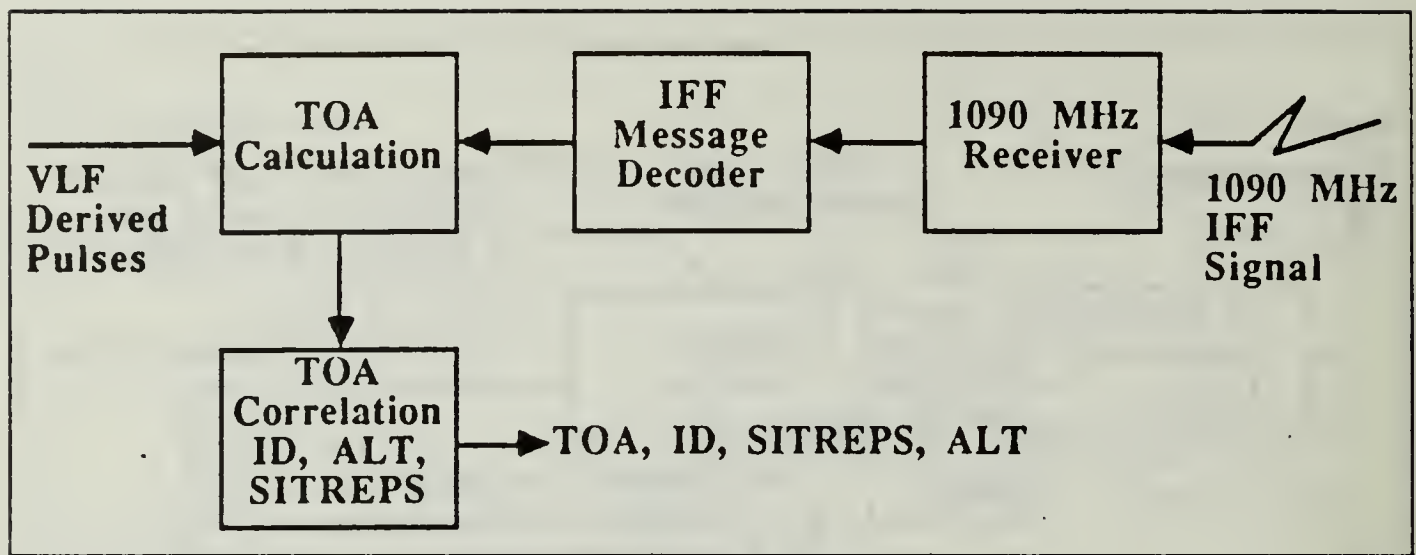 VLF
Derived
Pulses
TOA
Calculation
IFF
Message
Decoder
1090 MHz
Receiver
1090 MHz
IFF
Signal
TOA
Correlation
ID, ALT,
SITREPS
TOA, ID, SITREPS, ALT